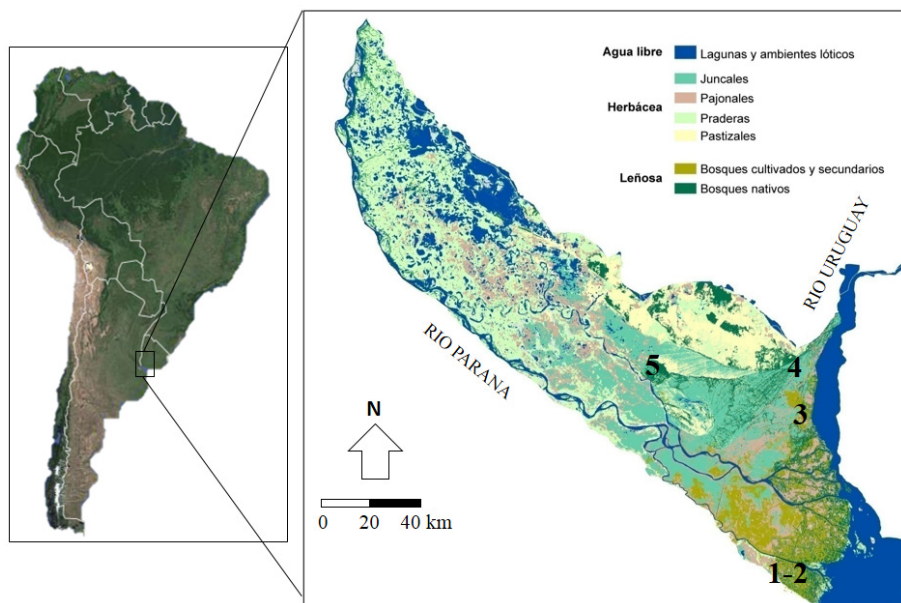 Agua libre
Lagunas y ambientes lóticos
Herbácea
Juncales
Pajonales
Praderas
Pastizales
Leñosa
Bosques cultivados y secundarios
Bosques nativos
RIO URUGUAY
RIO PARANA
5
4
3
N
0 20 40 km
1-2